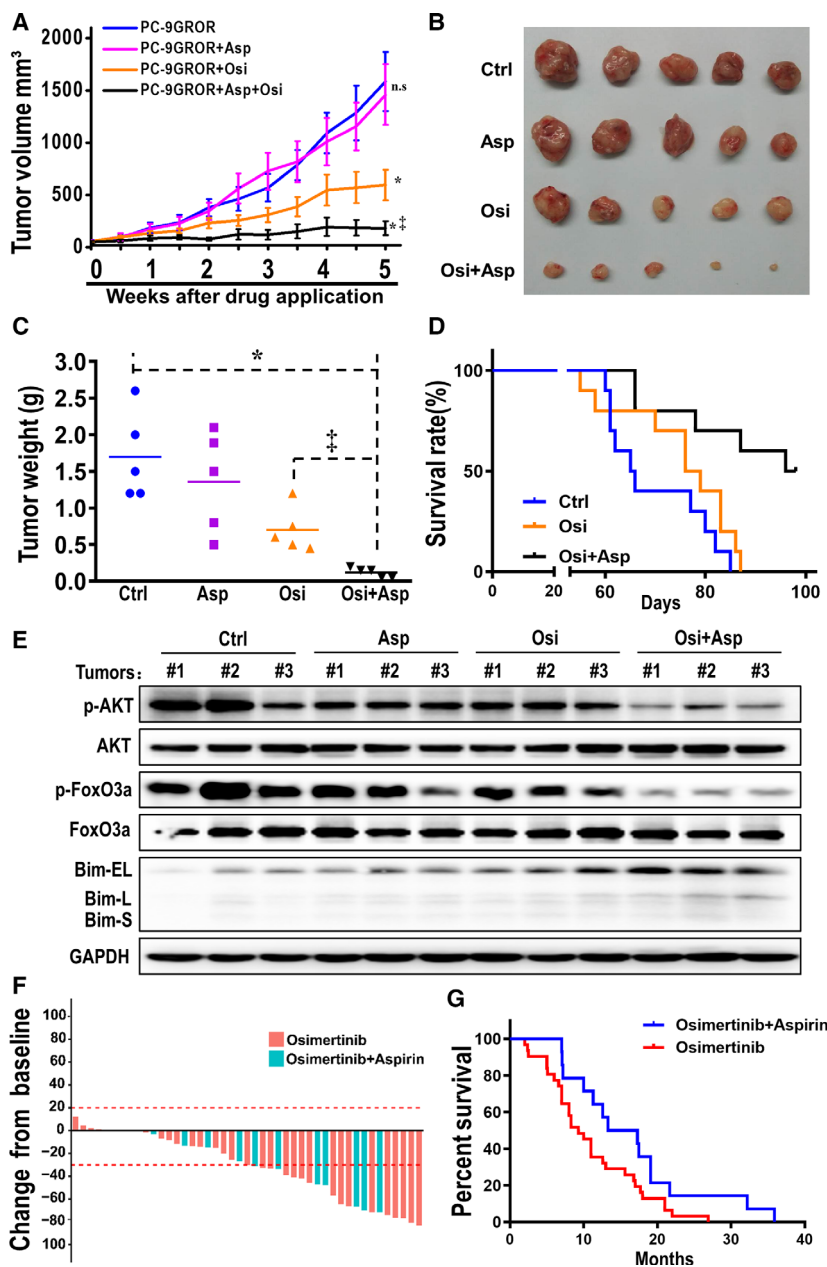 A
PC-9GROR
PC-9GROR+Asp
PC-9GROR+Osi
PC-9GROR+Asp+Osi
Tumor volume mm³
2000
1500
1000
500
0
n.s
*
*‡
0 1 2 3 4 5
Weeks after drug application
B
Ctrl
Asp
Osi
Osi+Asp
C
Tumor weight (g)
3.0
2.5
2.0
1.5
1.0
0.5
0.0
*
‡
Ctrl Asp Osi Osi+Asp
D
Survival rate(%)
100
50
0
Ctrl
Osi
Osi+Asp
0 20 60 80 100
Days
E
Ctrl Asp Osi Osi+Asp
Tumors: #1 #2 #3 #1 #2 #3 #1 #2 #3 #1 #2 #3
p-AKT
AKT
p-FoxO3a
FoxO3a
Bim-EL
Bim-L
Bim-S
GAPDH
F
Change from baseline
100
80
60
40
20
0
−20
−40
−60
−80
100
Osimertinib
Osimertinib+Aspirin
G
Osimertinib+Aspirin
Osimertinib
Percent survival
100
80
60
40
20
0
0 10 20 30 40
Months